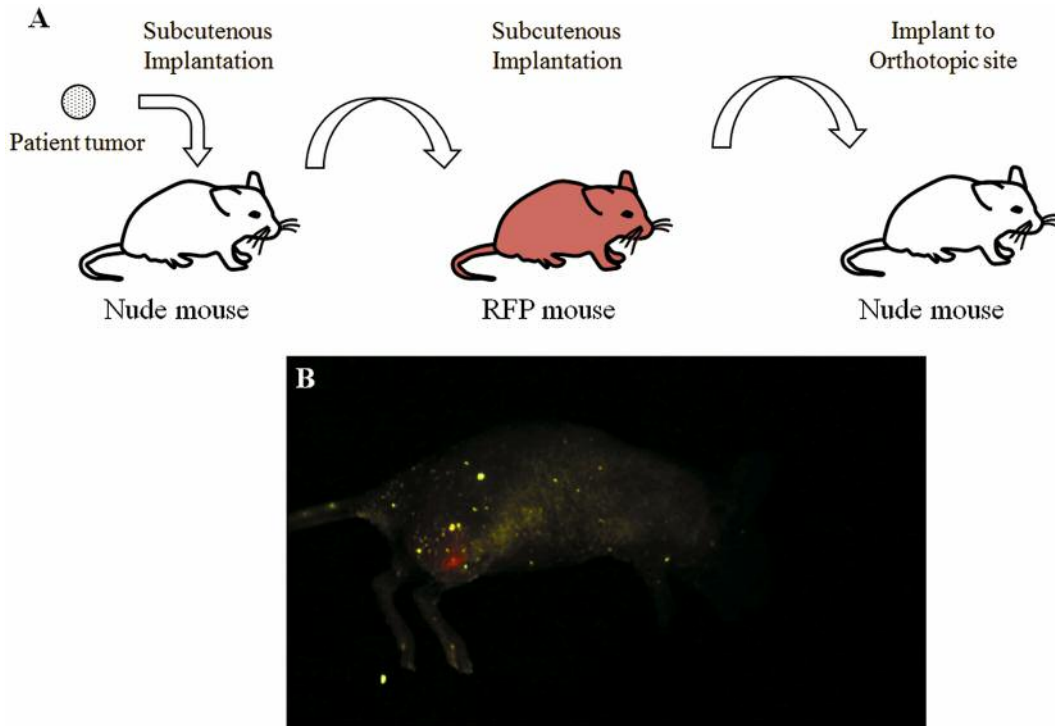 A
Subcutenous
Implantation
Subcutenous
Implantation
Implant to
Orthotopic site
Patient tumor
Nude mouse
RFP mouse
Nude mouse
B